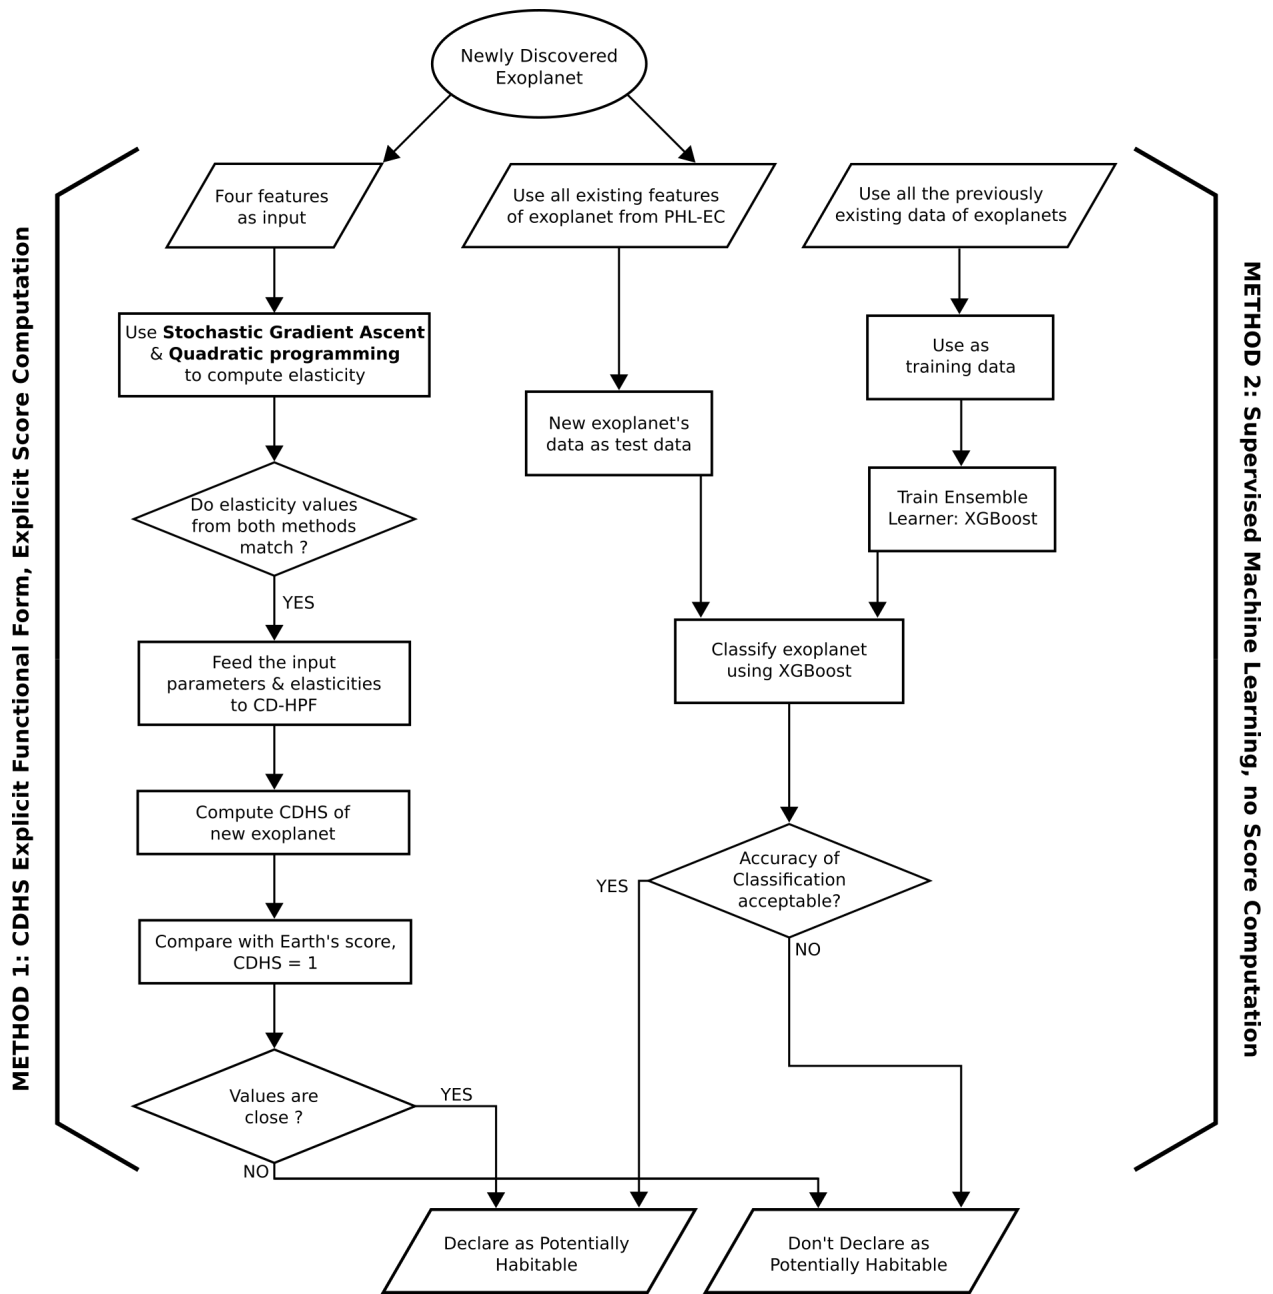 Newly Discovered
Exoplanet
METHOD 1: CDHS Explicit Functional Form, Explicit Score Computation
Four features
as input
Use Stochastic Gradient Ascent
& Quadratic programming
to compute elasticity
Do elasticity values
from both methods
match ?
YES
Feed the input
parameters & elasticities
to CD-HPF
Compute CDHS of
new exoplanet
Compare with Earth's score,
CDHS = 1
Values are
close ?
YES
NO
Use all existing features
of exoplanet from PHL-EC
New exoplanet's
data as test data
Use all the previously
existing data of exoplanets
Use as
training data
Train Ensemble
Learner: XGBoost
Classify exoplanet
using XGBoost
Accuracy of
Classification
acceptable?
YES
NO
Declare as Potentially
Habitable
Don't Declare as
Potentially Habitable
METHOD 2: Supervised Machine Learning, no Score Computation